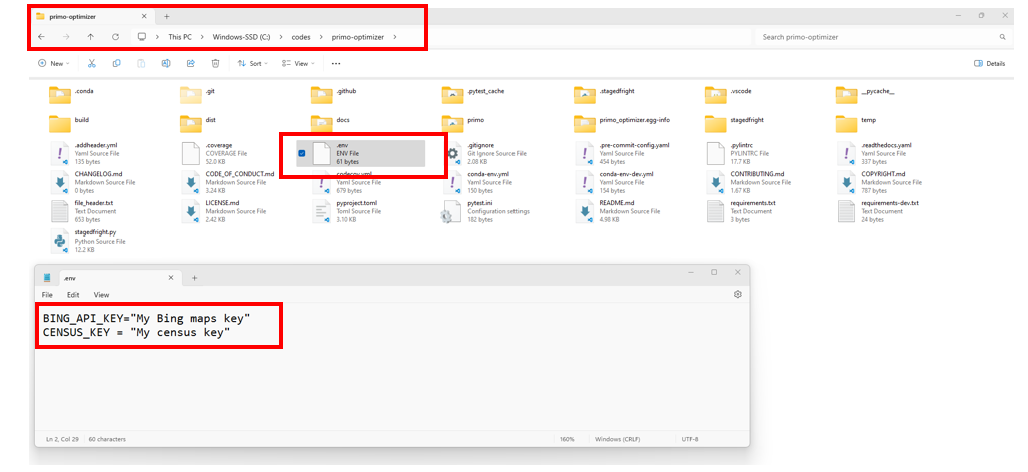 primo-optimizer
This PC > Windows-SSD (C:) > codes > primo-optimizer >
Search primo-optimizer
New
Sort
View
Details
.conda
.git
.github
.pytest_cache
.stagedfright
.vscode
__pycache__
build
dist
docs
primo
primo_optimizer.egg-info
stagedfright
temp
.addheader.yml
Yaml Source File
135 bytes
.coverage
COVERAGE File
52.0 KB
.env
ENV File
61 bytes
.gitignore
Git Ignore Source File
2.08 KB
.pre-commit-config.yaml
Yaml Source File
454 bytes
.pylintrc
PYLINTRC File
17.7 KB
.readthedocs.yaml
Yaml Source File
337 bytes
CHANGELOG.md
Markdown Source File
0 bytes
CODE_OF_CONDUCT.md
Markdown Source File
3.24 KB
codecov.yml
Yaml Source File
679 bytes
conda-env.yml
Yaml Source File
150 bytes
conda-env-dev.yml
Yaml Source File
154 bytes
CONTRIBUTING.md
Markdown Source File
1.67 KB
COPYRIGHT.md
Markdown Source File
787 bytes
file_header.txt
Text Document
653 bytes
LICENSE.md
Markdown Source File
2.42 KB
pyproject.toml
Toml Source File
3.10 KB
pytest.ini
Configuration settings
182 bytes
README.md
Markdown Source File
4.98 KB
requirements.txt
Text Document
3 bytes
requirements-dev.txt
Text Document
24 bytes
stagedfright.py
Python Source File
12.2 KB
.env
File Edit View
BING_API_KEY="My Bing maps key"
CENSUS_KEY = "My census key"
Ln 2, Col 29 60 characters 160% Windows (CRLF) UTF-8